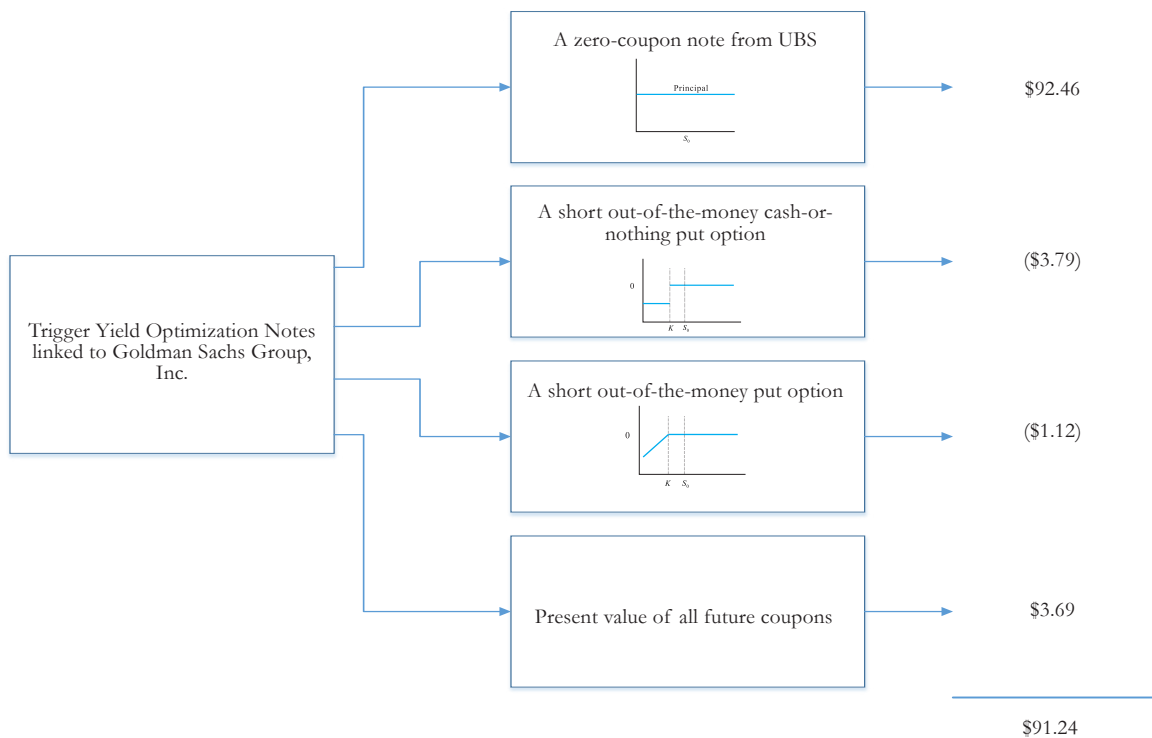 A zero-coupon note from UBS
Principal
S₀
$92.46
A short out-of-the-money cash-or-
nothing put option
0
K S₀
($3.79)
Trigger Yield Optimization Notes
linked to Goldman Sachs Group,
Inc.
A short out-of-the-money put option
0
K S₀
($1.12)
Present value of all future coupons
$3.69
$91.24